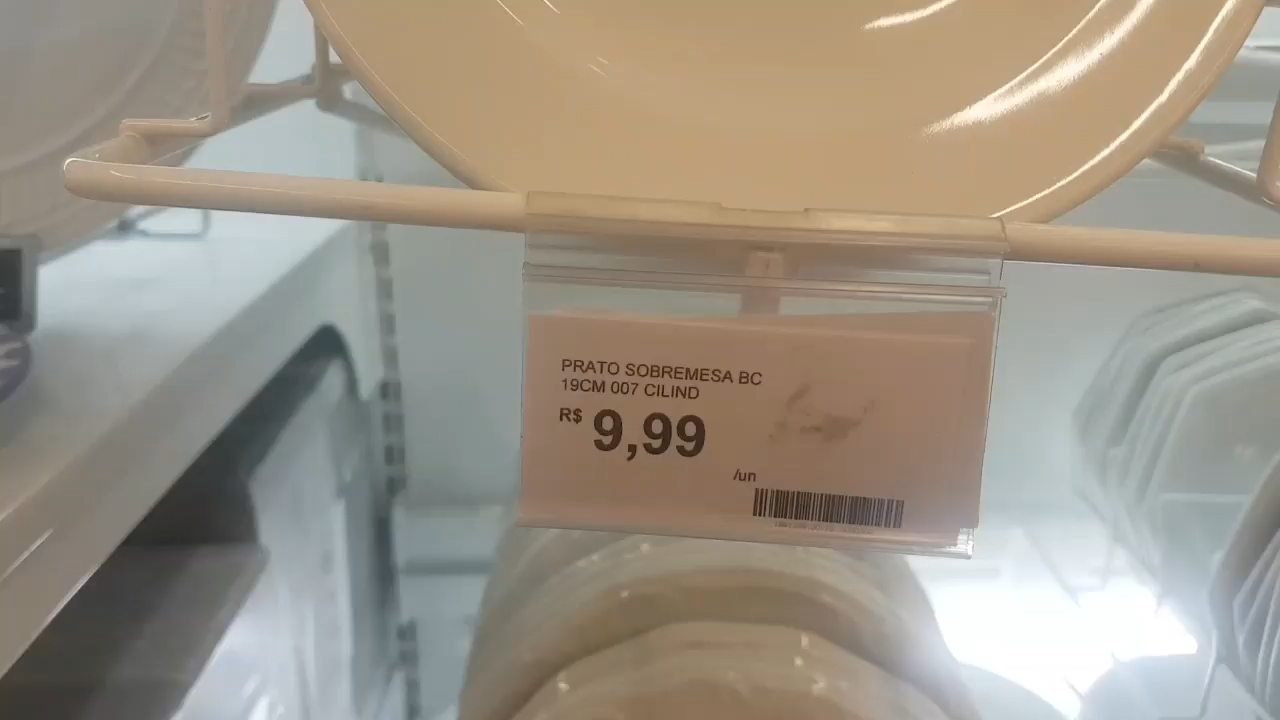 PRATO SOBREMESA BC
19CM 007 CILIND
R$ 9,99
/un